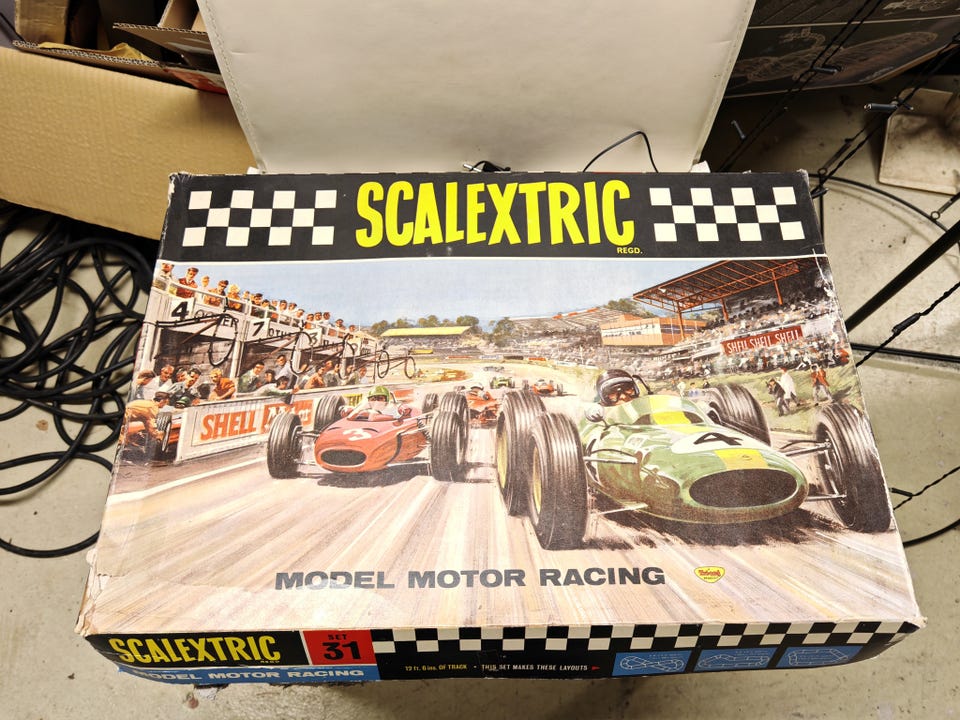 SCALEXTRIC
REGD.
4
7
SHELL SHELL SHELL
SHELL
3
4
MODEL MOTOR RACING
SCALEXTRIC
REGD
SET
31
MODEL MOTOR RACING
12 ft. 6 ins. OF TRACK • THIS SET MAKES THESE LAYOUTS